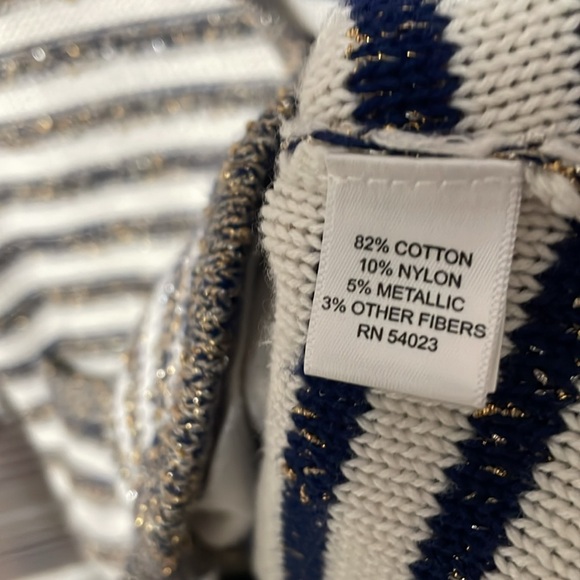 82% COTTON
10% NYLON
5% METALLIC
3% OTHER FIBERS
RN 54023